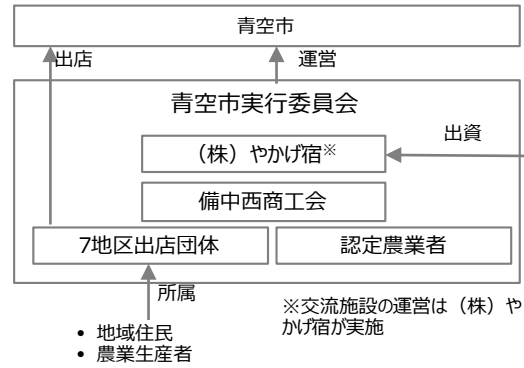 青空市
出店
運営
青空市実行委員会
出資
（株）やかげ宿※
備中西商工会
7地区出店団体
認定農業者
所属
※交流施設の運営は（株）や
かげ宿が実施
• 地域住民
• 農業生産者